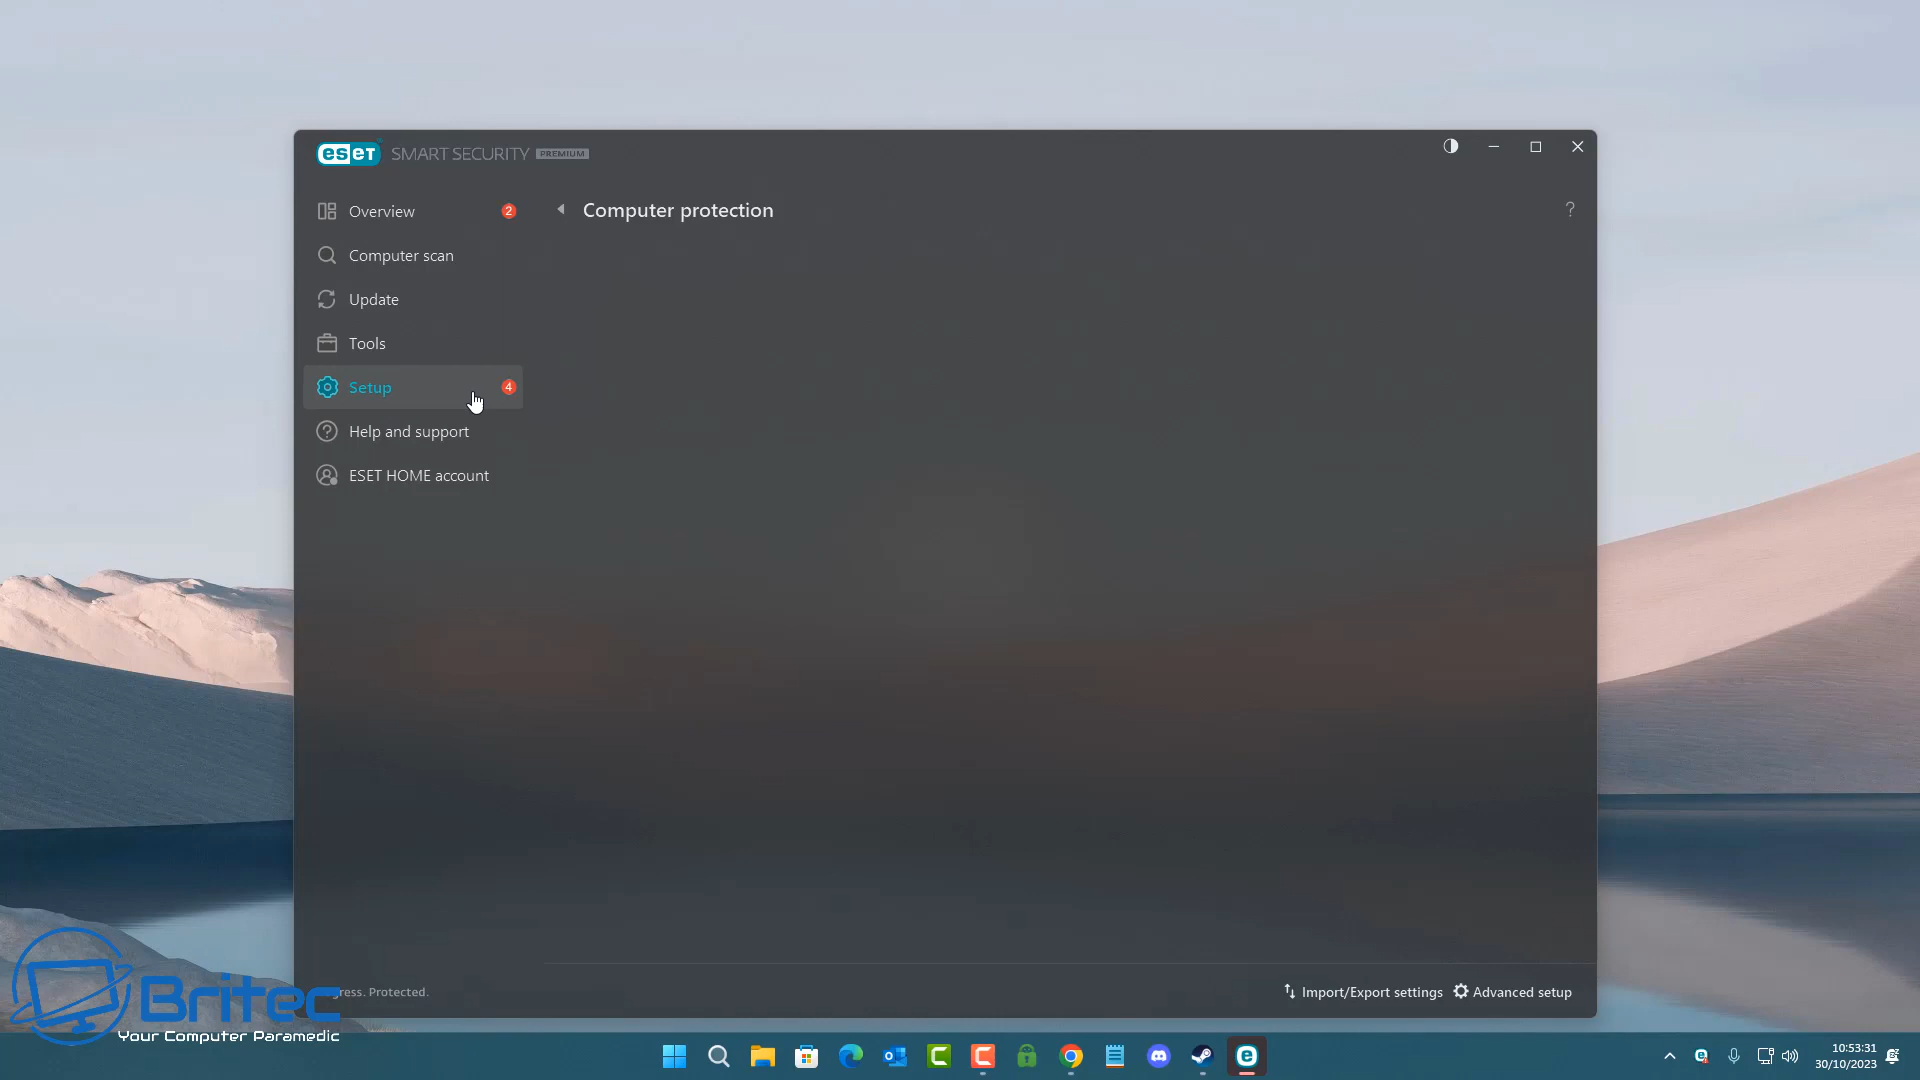 eset SMART SECURITY PREMIUM
Overview 2
Computer protection
?
Computer scan
Update
Tools
Setup 4
Help and support
ESET HOME account
gress. Protected.
Import/Export settings
Advanced setup
Britec
Your Computer Paramedic
10:53:31
30/10/2023